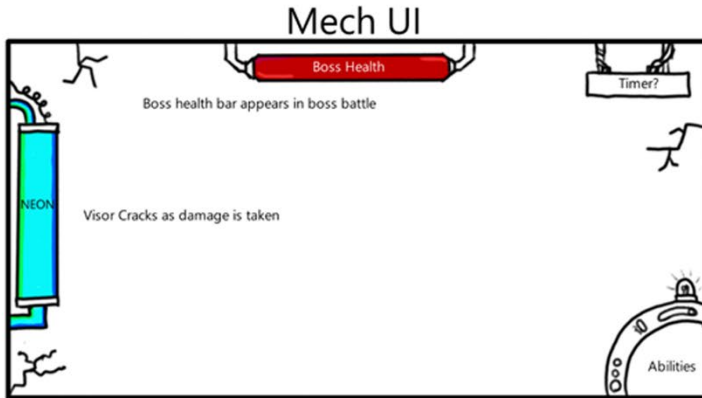 Mech UI
Boss Health
Timer?
Boss health bar appears in boss battle
NEON
Visor Cracks as damage is taken
Abilities